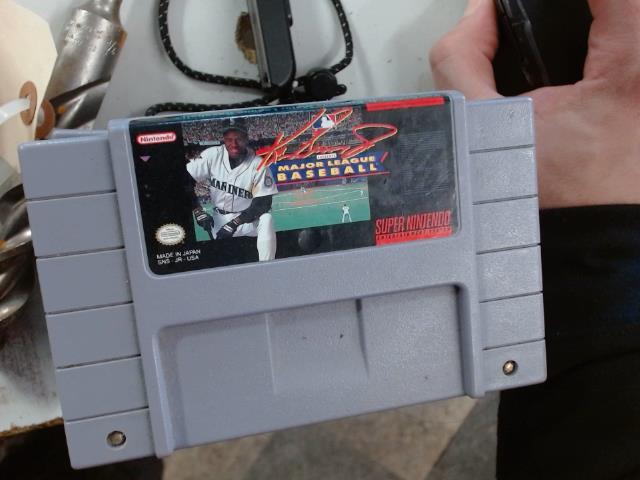 Nintendo
MARINERS
MAJOR LEAGUE
BASEBALL
SUPER NINTENDO
MADE IN JAPAN
SNS - JR - USA